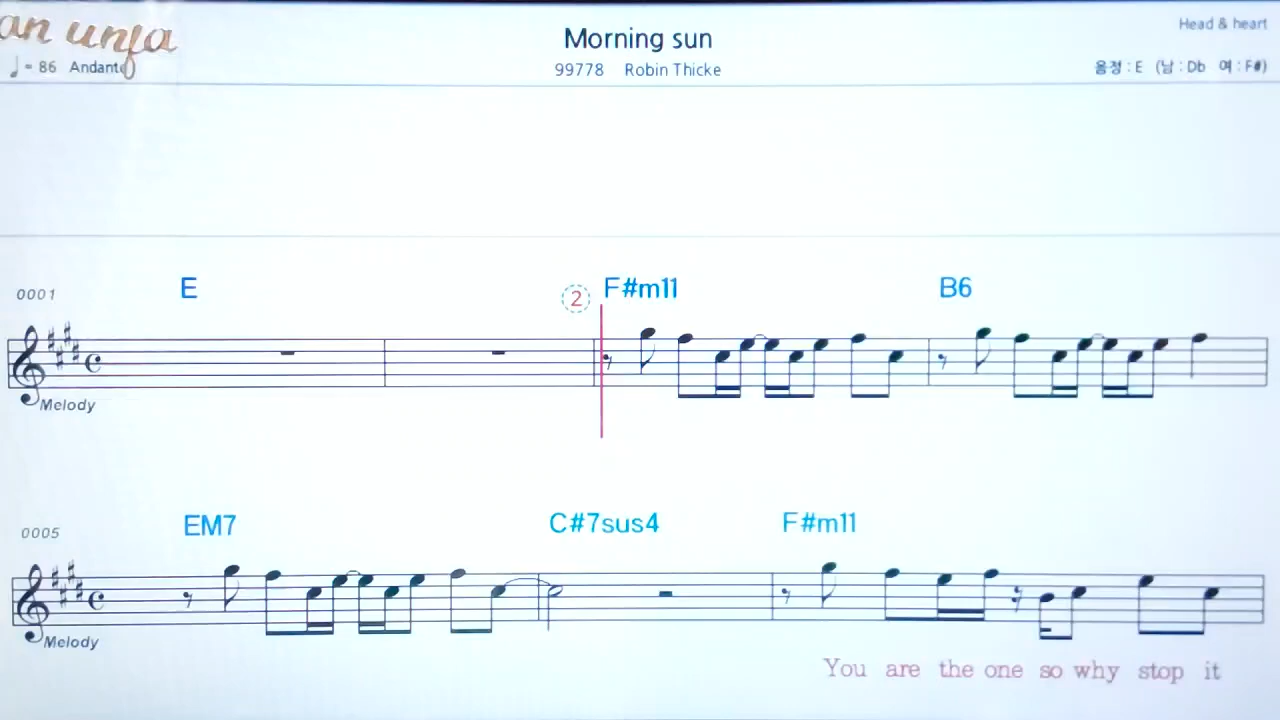 an unfa
Head & heart
Morning sun
= 86 Andante
99778 Robin Thicke
음정 : E (남 : Db 여 : F#)
0001
E
2
F#m11
B6
Melody
0005
EM7
C#7sus4
F#m11
Melody
You are the one so why stop it